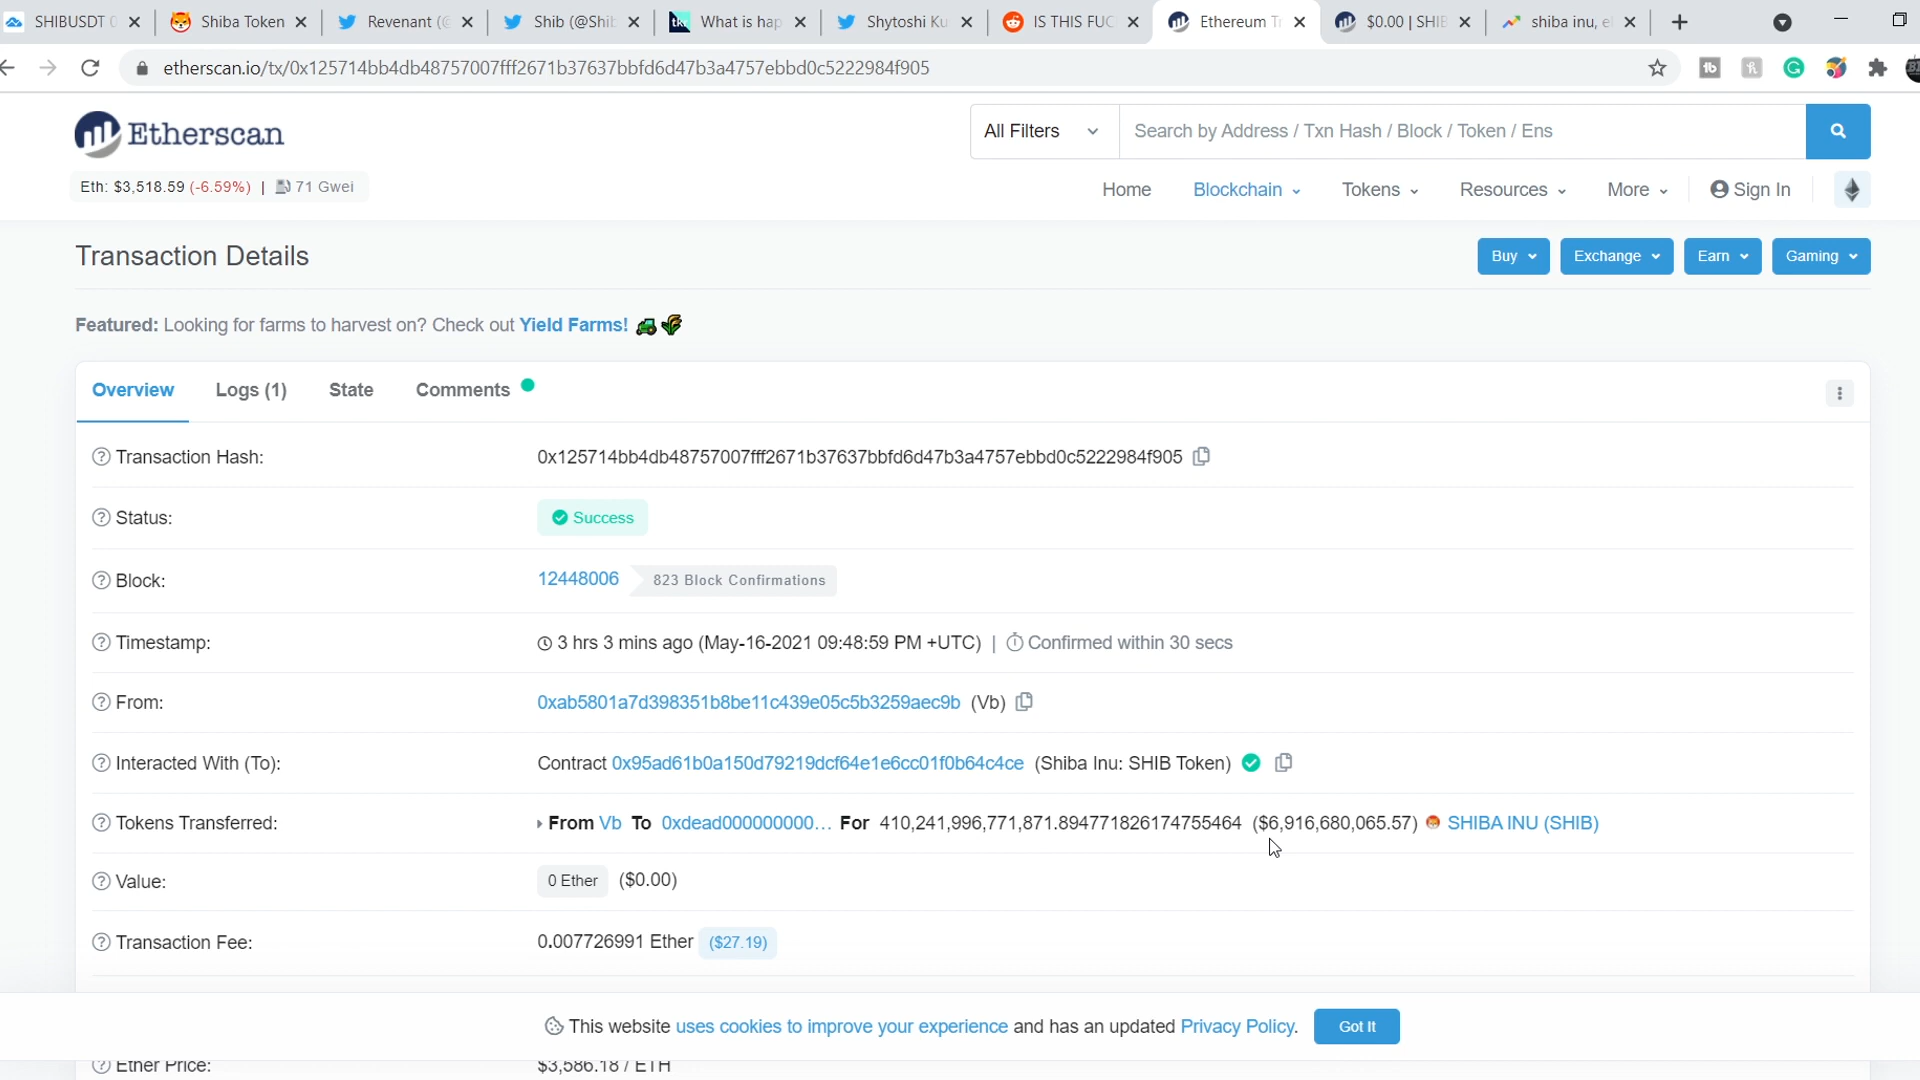 SHIBUSDT
Shiba Token
Revenant (@
Shib (@Shib
What is hap
Shytoshi Ku
IS THIS FUC
Ethereum T
$0.00 | SHIB
shiba inu, el
etherscan.io/tx/0x125714bb4db48757007fff2671b37637bbfd6d47b3a4757ebbd0c5222984f905
Etherscan
All Filters
Search by Address / Txn Hash / Block / Token / Ens
Eth: $3,518.59 (-6.59%) | 71 Gwei
Home Blockchain Tokens Resources More Sign In
Transaction Details
Buy Exchange Earn Gaming
Featured: Looking for farms to harvest on? Check out Yield Farms!
Overview Logs (1) State Comments
Transaction Hash: 0x125714bb4db48757007fff2671b37637bbfd6d47b3a4757ebbd0c5222984f905
Status: Success
Block: 12448006 823 Block Confirmations
Timestamp: 3 hrs 3 mins ago (May-16-2021 09:48:59 PM +UTC) | Confirmed within 30 secs
From: 0xab5801a7d398351b8be11c439e05c5b3259aec9b (Vb)
Interacted With (To): Contract 0x95ad61b0a150d79219dcf64e1e6cc01f0b64c4ce (Shiba Inu: SHIB Token)
Tokens Transferred: From Vb To 0xdead000000000... For 410,241,996,771,871.894771826174755464 ($6,916,680,065.57) SHIBA INU (SHIB)
Value: 0 Ether ($0.00)
Transaction Fee: 0.007726991 Ether ($27.19)
This website uses cookies to improve your experience and has an updated Privacy Policy. Got It
Ether Price: $3,586.18 / ETH